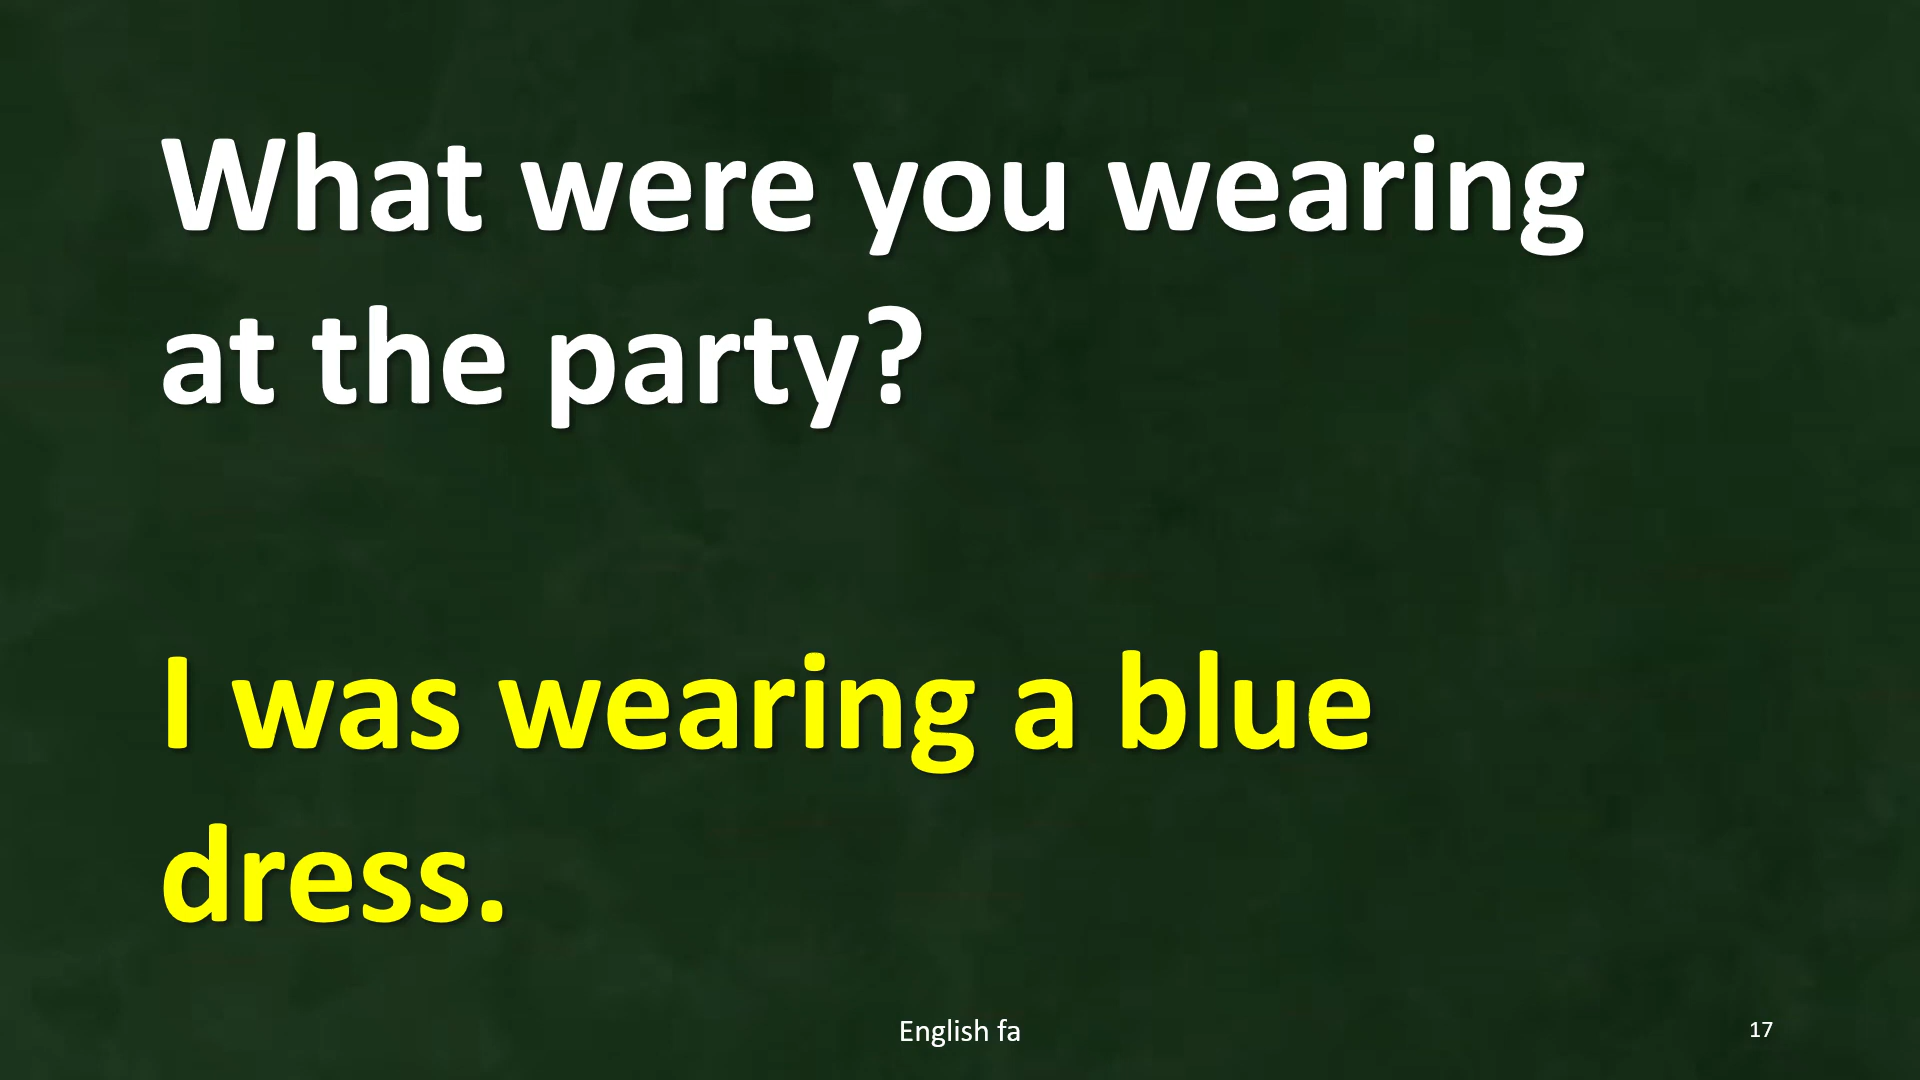 What were you wearing
at the party?
I was wearing a blue
dress.
English fa
17